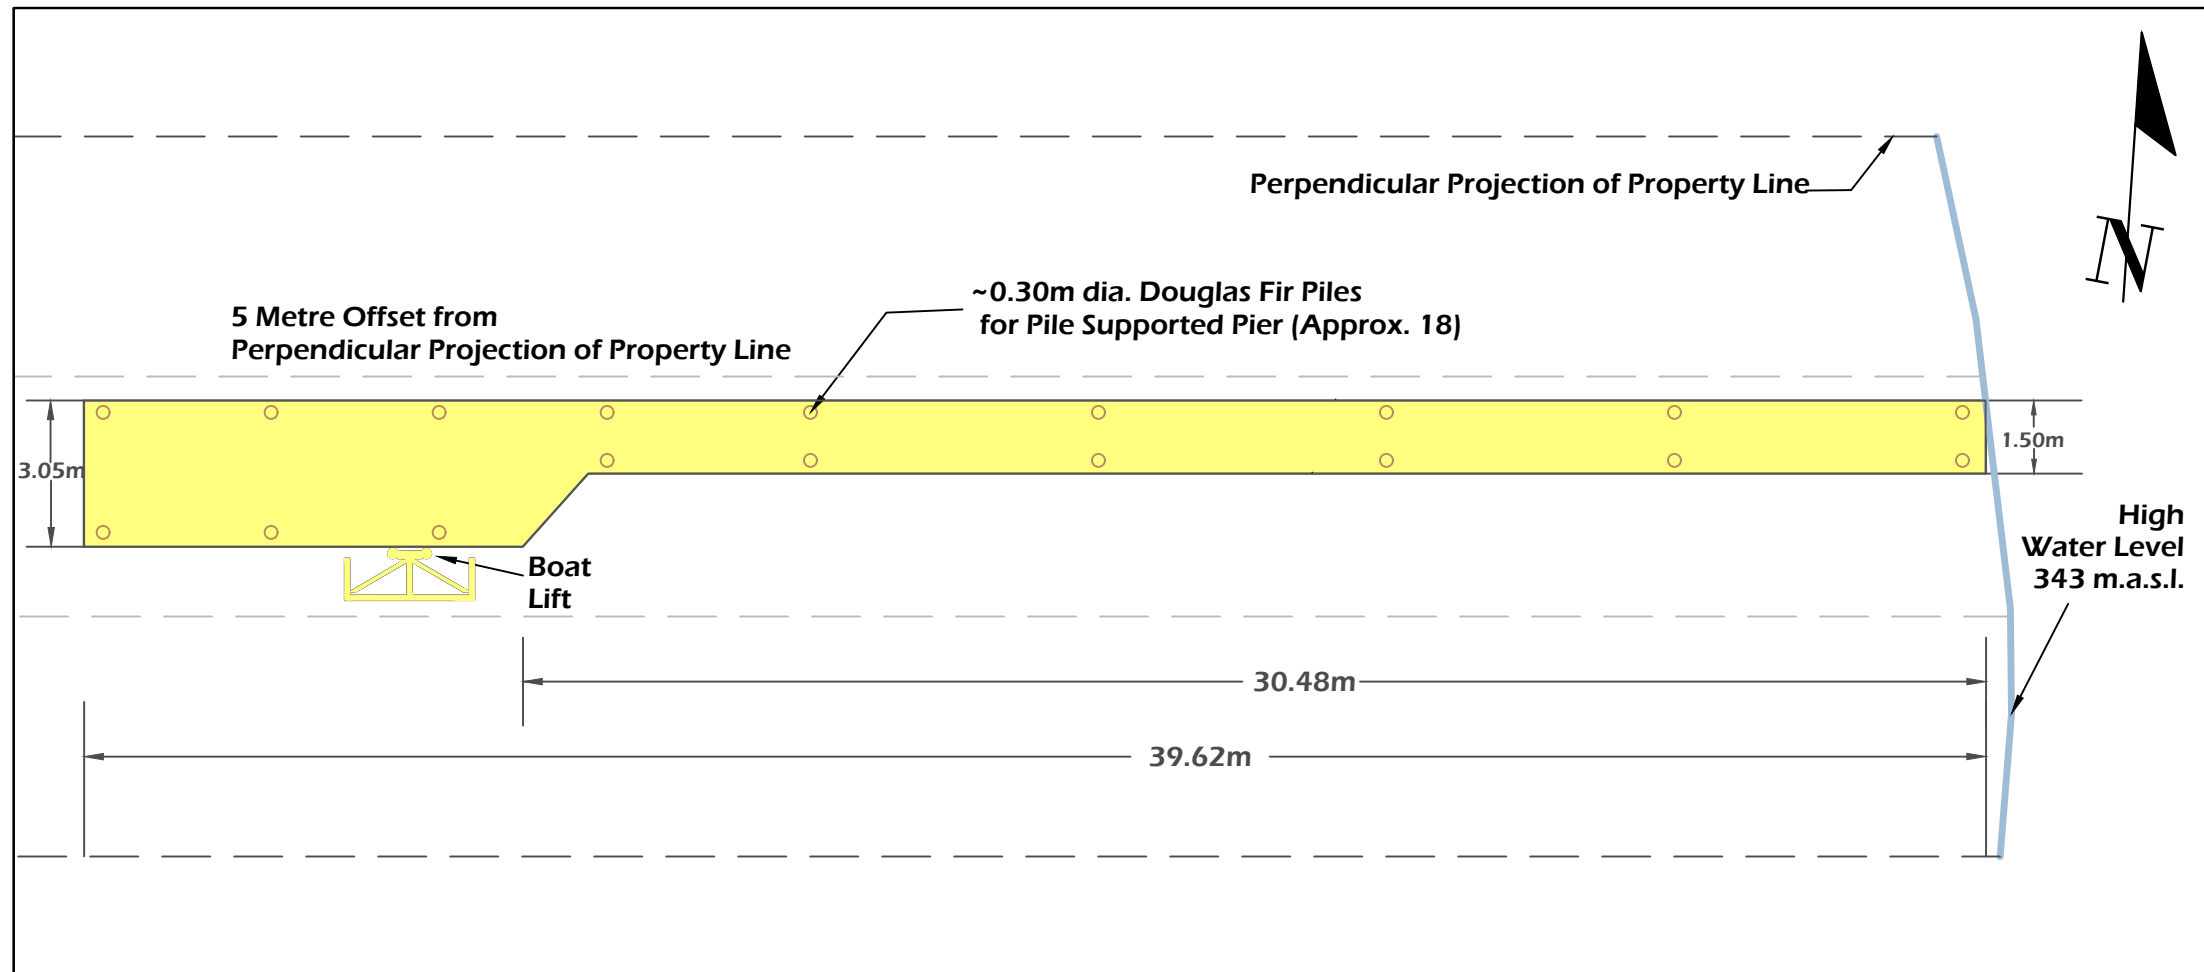 Perpendicular Projection of Property Line
N
~0.30m dia. Douglas Fir Piles
for Pile Supported Pier (Approx. 18)
5 Metre Offset from
Perpendicular Projection of Property Line
3.05m
1.50m
High
Water Level
343 m.a.s.l.
Boat
Lift
30.48m
39.62m